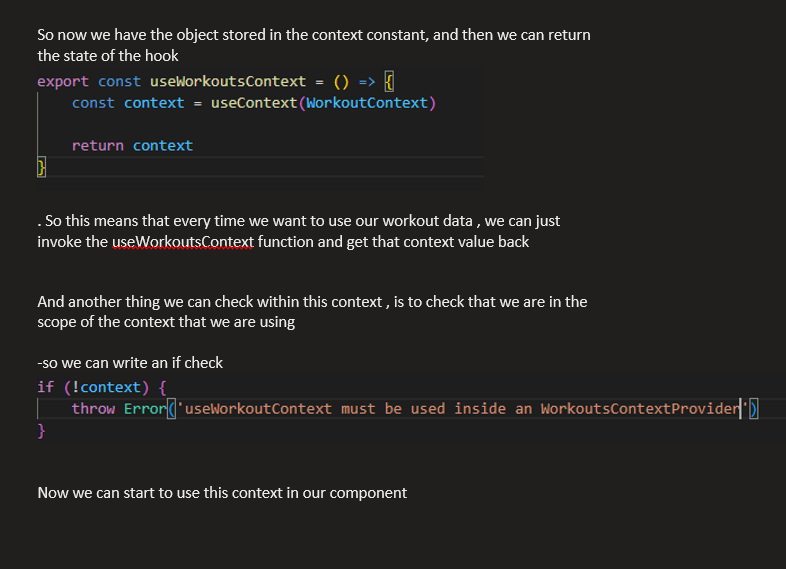 So now we have the object stored in the context constant, and then we can return
the state of the hook
export const useWorkoutsContext = () => {
    const context = useContext(WorkoutContext)
    return context
}
. So this means that every time we want to use our workout data , we can just
invoke the useWorkoutsContext function and get that context value back
And another thing we can check within this context , is to check that we are in the
scope of the context that we are using
-so we can write an if check
if (!context) {
    throw Error('useWorkoutContext must be used inside an WorkoutsContextProvider')
}
Now we can start to use this context in our component